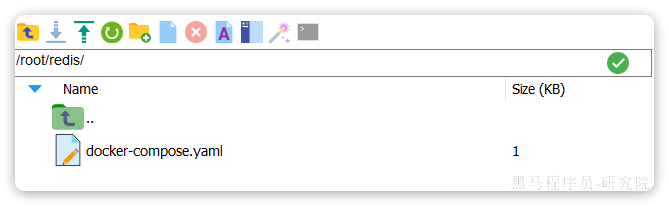 /root/redis/
Name
Size (KB)
..
docker-compose.yaml
1
黑马程序员-研究院